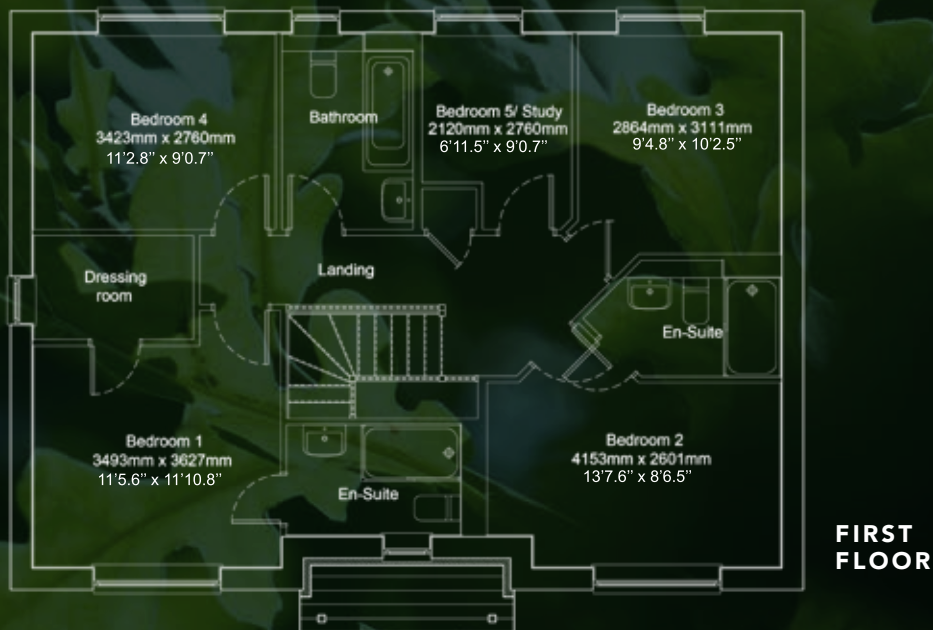 Bedroom 4
3423mm x 2760mm
11’2.8” x 9’0.7”
Bathroom
Bedroom 5/ Study
2120mm x 2760mm
6’11.5” x 9’0.7”
Bedroom 3
2864mm x 3111mm
9’4.8” x 10’2.5”
Dressing
room
Landing
En-Suite
Bedroom 1
3493mm x 3627mm
11’5.6” x 11’10.8”
En-Suite
Bedroom 2
4153mm x 2601mm
13’7.6” x 8’6.5”
FIRST
FLOOR